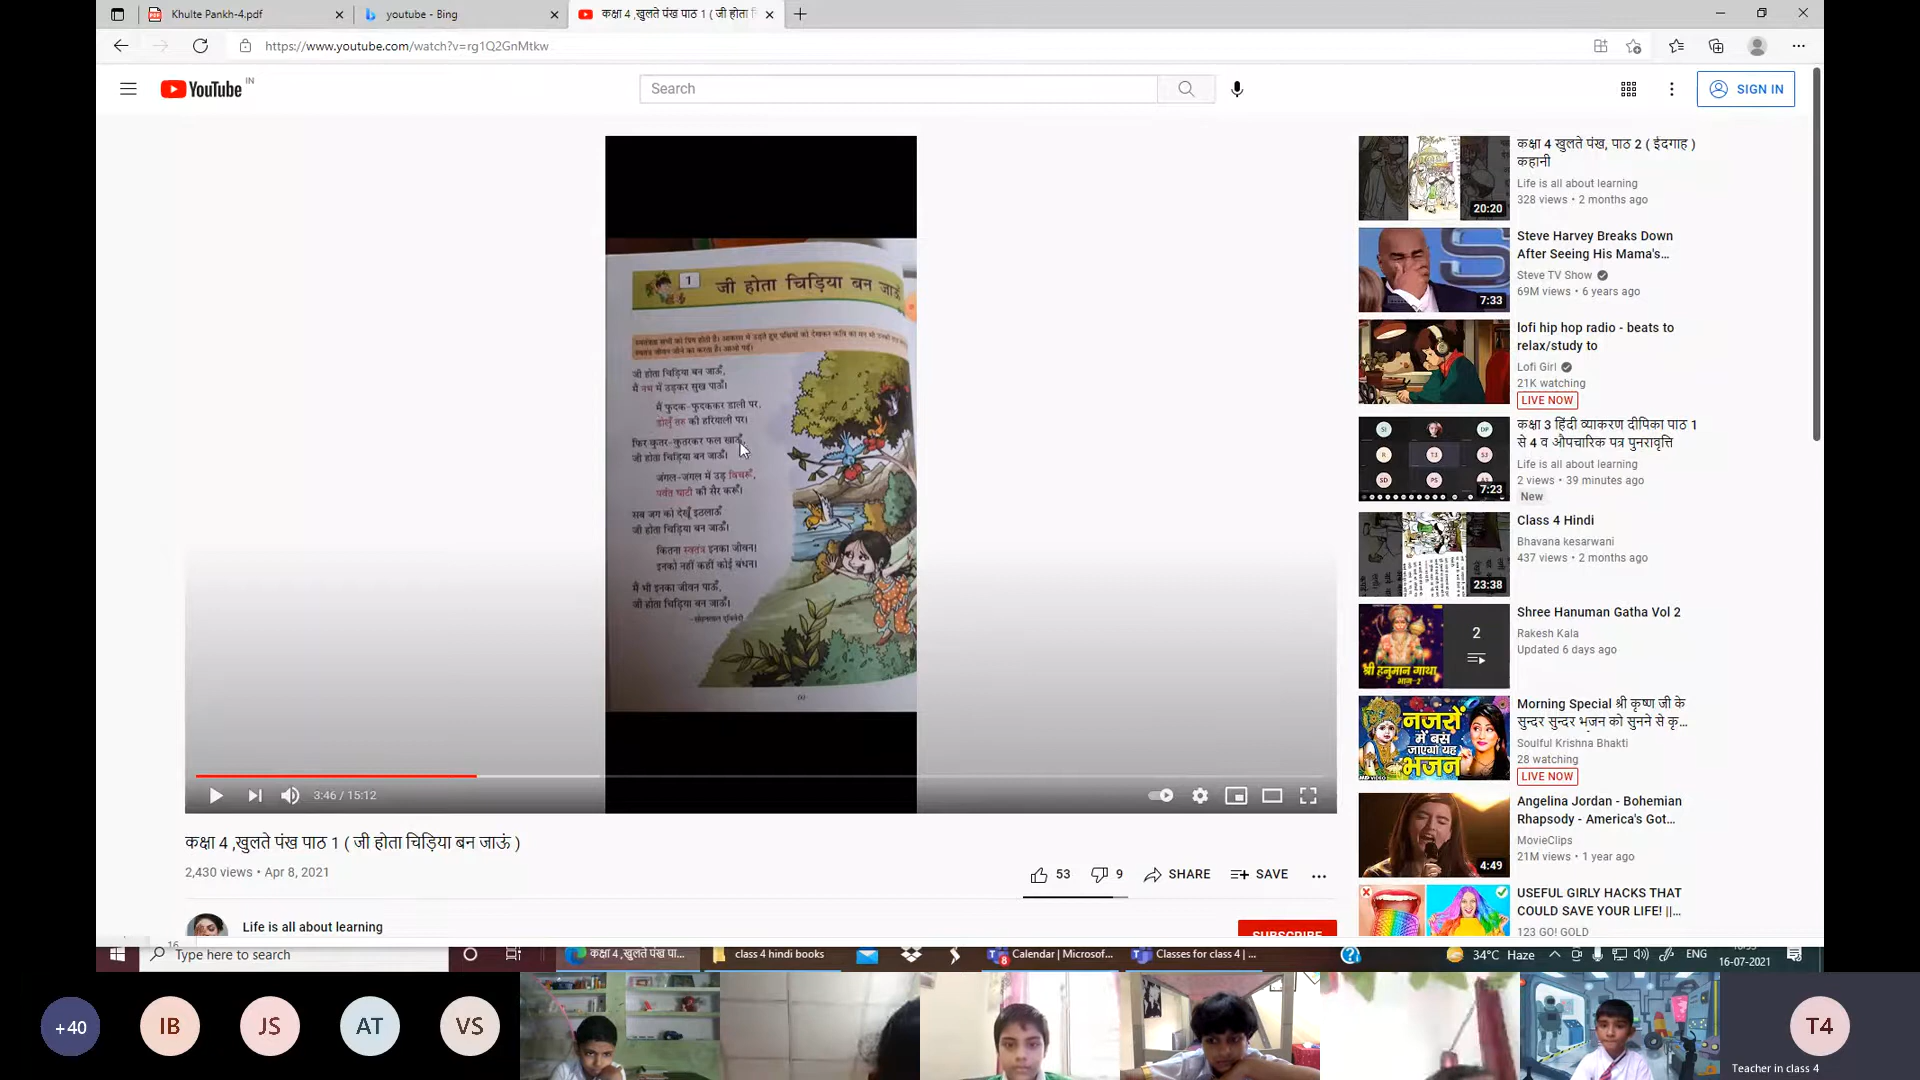 Khulte Pankh-4.pdf
youtube - Bing
कक्षा 4 ,खुलते पंख पाठ 1 ( जी होता
https://www.youtube.com/watch?v=rg1Q2GnMtkw
YouTube IN
Search
SIGN IN
1
जी होता चिड़िया बन जाऊँ
जी होता चिड़िया बन जाऊँ,
मैं नभ में उड़कर सुख पाऊँ।
मैं फुदक-फुदककर डाली पर,
डोलूँ तरु की हरियाली पर।
फिर कुतर-कुतरकर फल खाऊँ,
जी होता चिड़िया बन जाऊँ।
जंगल-जंगल में उड़ विचरूँ,
पर्वत घाटी की सैर करूँ।
सब जग को देखूँ इठलाऊँ
जी होता चिड़िया बन जाऊँ।
कितना स्वतंत्र इनका जीवन!
इनको नहीं कहीं कोई बंधन!
मैं भी इनका जीवन पाऊँ,
जी होता चिड़िया बन जाऊँ।
3:46 / 15:12
कक्षा 4 ,खुलते पंख पाठ 1 ( जी होता चिड़िया बन जाऊं )
2,430 views • Apr 8, 2021
53
9
SHARE
SAVE
Life is all about learning
SUBSCRIBE
कक्षा 4 खुलते पंख, पाठ 2 ( ईदगाह )
कहानी
Life is all about learning
328 views • 2 months ago
20:20
Steve Harvey Breaks Down
After Seeing His Mama's...
Steve TV Show
69M views • 6 years ago
7:33
lofi hip hop radio - beats to
relax/study to
Lofi Girl
21K watching
LIVE NOW
कक्षा 3 हिंदी व्याकरण दीपिका पाठ 1
से 4 व औपचारिक पत्र पुनरावृत्ति
Life is all about learning
2 views • 39 minutes ago
New
7:23
Class 4 Hindi
Bhavana kesarwani
437 views • 2 months ago
23:38
Shree Hanuman Gatha Vol 2
Rakesh Kala
Updated 6 days ago
2
श्री हनुमान गाथा
भाग-2
Morning Special श्री कृष्ण जी के
सुन्दर सुन्दर भजन को सुनने से कृ...
Soulful Krishna Bhakti
28 watching
LIVE NOW
नजरों
में बस
जाएगा यह
भजन
Angelina Jordan - Bohemian
Rhapsody - America's Got...
MovieClips
21M views • 1 year ago
4:49
USEFUL GIRLY HACKS THAT
COULD SAVE YOUR LIFE! ||...
123 GO! GOLD
Type here to search
कक्षा 4 ,खुलते पंख पा...
class 4 hindi books
Calendar | Microsof...
Classes for class 4 | ...
34°C Haze
ENG
16-07-2021
+40
IB
JS
AT
VS
T4
Teacher in class 4